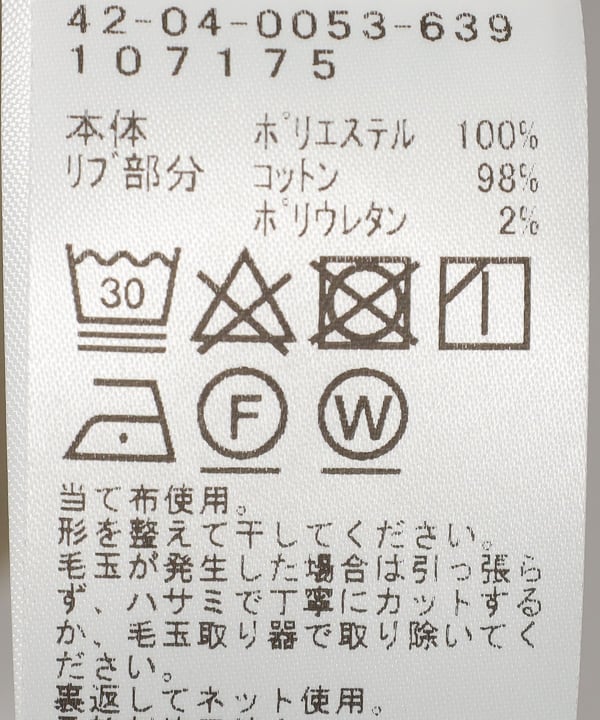 42-04-0053-639
107175
本体 ポリエステル 100%
リブ部分 コットン 98%
ポリウレタン 2%
30
F W
当て布使用。
形を整えて干してください。
毛玉が発生した場合は引っ張ら
ず、ハサミで丁寧にカットする
か、毛玉取り器で取り除いてく
ださい。
裏返してネット使用。